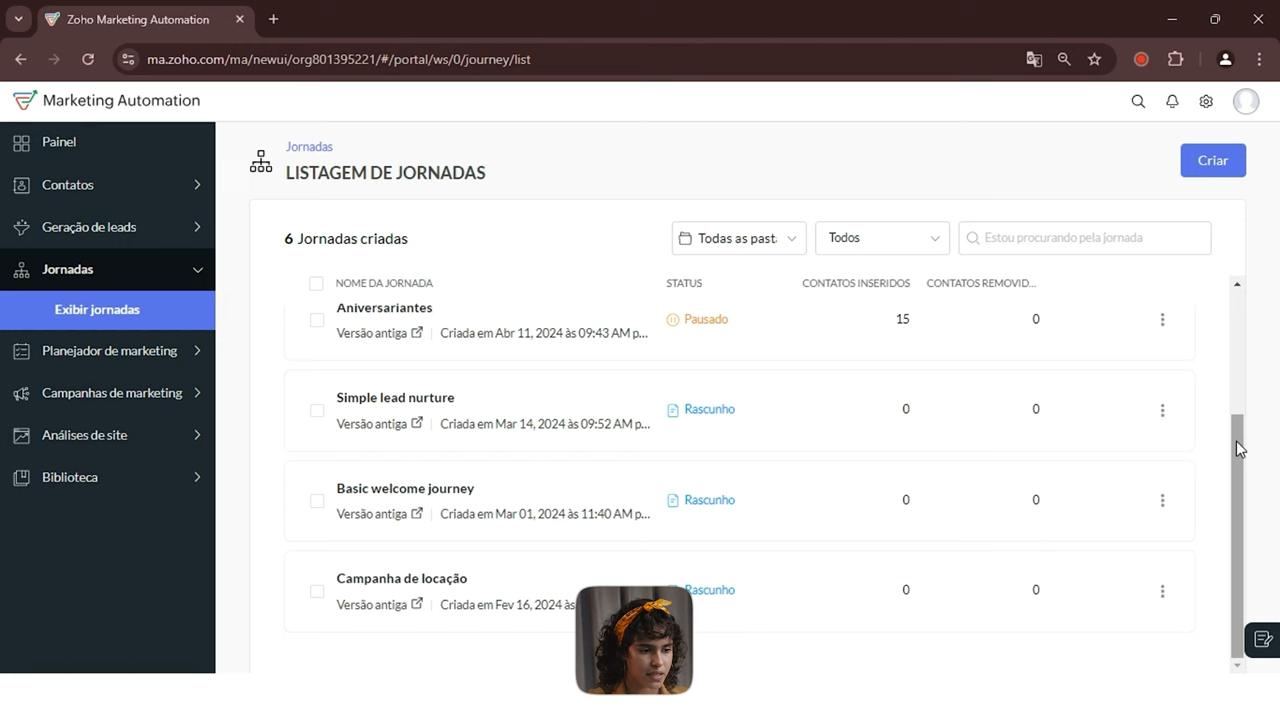 Zoho Marketing Automation
ma.zoho.com/ma/newui/org801395221/#/portal/ws/0/journey/list
Marketing Automation
Painel
Contatos
Geração de leads
Jornadas
Exibir jornadas
Planejador de marketing
Campanhas de marketing
Análises de site
Biblioteca
Jornadas
LISTAGEM DE JORNADAS
Criar
6 Jornadas criadas
Todas as past
Todos
Estou procurando pela jornada
NOME DA JORNADA STATUS CONTATOS INSERIDOS CONTATOS REMOVID...
Aniversariantes
Versão antiga Criada em Abr 11, 2024 às 09:43 AM p...
Pausado 15 0
Simple lead nurture
Versão antiga Criada em Mar 14, 2024 às 09:52 AM p...
Rascunho 0 0
Basic welcome journey
Versão antiga Criada em Mar 01, 2024 às 11:40 AM p...
Rascunho 0 0
Campanha de locação
Versão antiga Criada em Fev 16, 2024 às
Rascunho 0 0